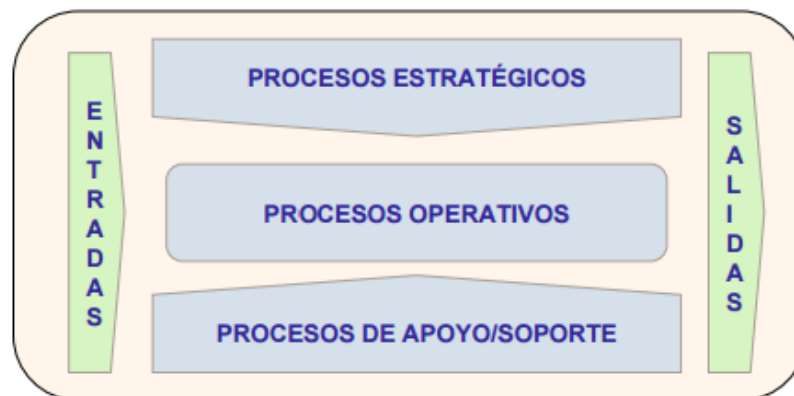 ENTRADAS
PROCESOS ESTRATÉGICOS
PROCESOS OPERATIVOS
PROCESOS DE APOYO/SOPORTE
SALIDAS